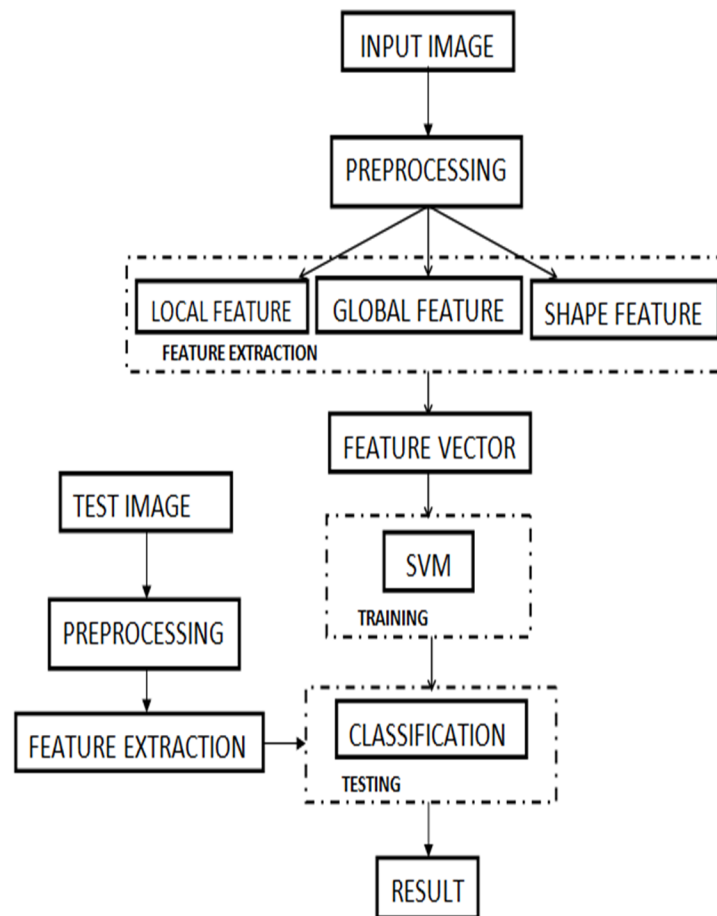 INPUT IMAGE
PREPROCESSING
LOCAL FEATURE
GLOBAL FEATURE
SHAPE FEATURE
FEATURE EXTRACTION
FEATURE VECTOR
TEST IMAGE
SVM
TRAINING
PREPROCESSING
FEATURE EXTRACTION
CLASSIFICATION
TESTING
RESULT